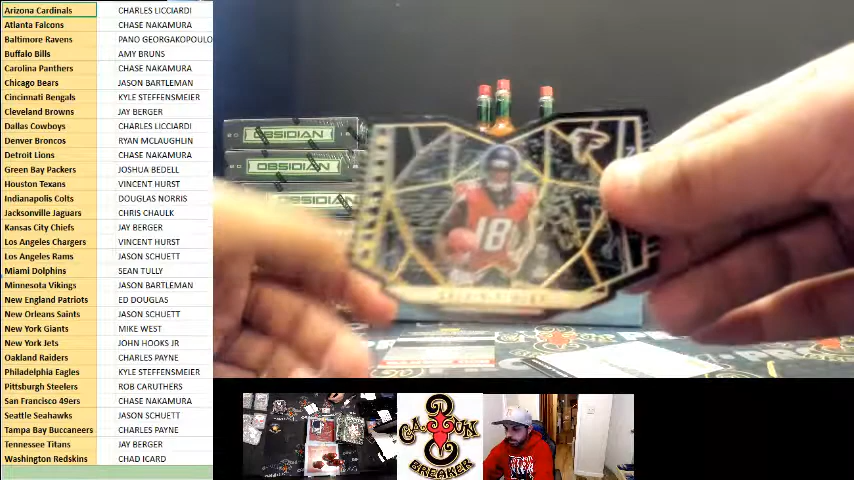 Arizona Cardinals CHARLES LICCIARDI
Atlanta Falcons CHASE NAKAMURA
Baltimore Ravens PANO GEORGAKOPOULO
Buffalo Bills AMY BRUNS
Carolina Panthers CHASE NAKAMURA
Chicago Bears JASON BARTLEMAN
Cincinnati Bengals KYLE STEFFENSMEIER
Cleveland Browns JAY BERGER
Dallas Cowboys CHARLES LICCIARDI
Denver Broncos RYAN MCLAUGHLIN
Detroit Lions CHASE NAKAMURA
Green Bay Packers JOSHUA BEDELL
Houston Texans VINCENT HURST
Indianapolis Colts DOUGLAS NORRIS
Jacksonville Jaguars CHRIS CHAULK
Kansas City Chiefs JAY BERGER
Los Angeles Chargers VINCENT HURST
Los Angeles Rams JASON SCHUETT
Miami Dolphins SEAN TULLY
Minnesota Vikings JASON BARTLEMAN
New England Patriots ED DOUGLAS
New Orleans Saints JASON SCHUETT
New York Giants MIKE WEST
New York Jets JOHN HOOKS JR
Oakland Raiders CHARLES PAYNE
Philadelphia Eagles KYLE STEFFENSMEIER
Pittsburgh Steelers ROB CARUTHERS
San Francisco 49ers CHASE NAKAMURA
Seattle Seahawks JASON SCHUETT
Tampa Bay Buccaneers CHARLES PAYNE
Tennessee Titans JAY BERGER
Washington Redskins CHAD ICARD
20 OBSIDIAN 18
20 OBSIDIAN 18
OBSIDIAN
18
CAJUN
BREAKER